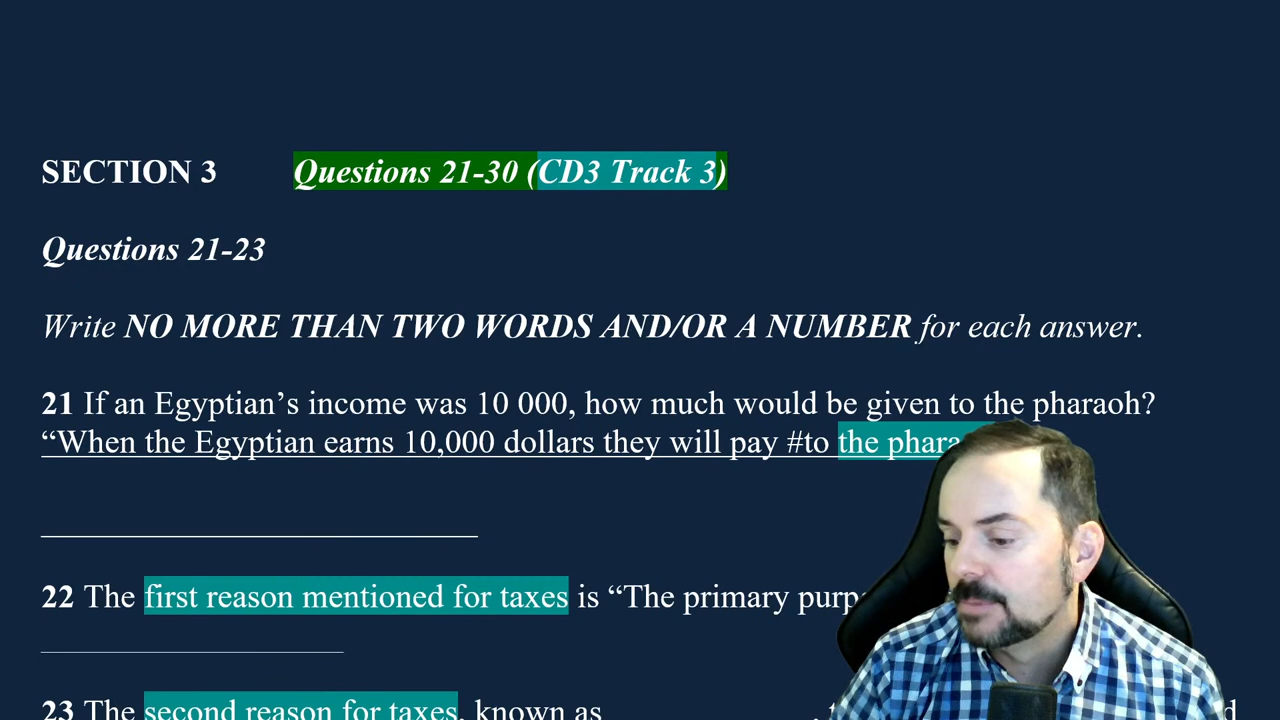 SECTION 3 Questions 21-30 (CD3 Track 3)
Questions 21-23
Write NO MORE THAN TWO WORDS AND/OR A NUMBER for each answer.
21 If an Egyptian’s income was 10 000, how much would be given to the pharaoh?
“When the Egyptian earns 10,000 dollars they will pay #to the
22 The first reason mentioned for taxes is “The primary
23 The second reason for taxes, known as